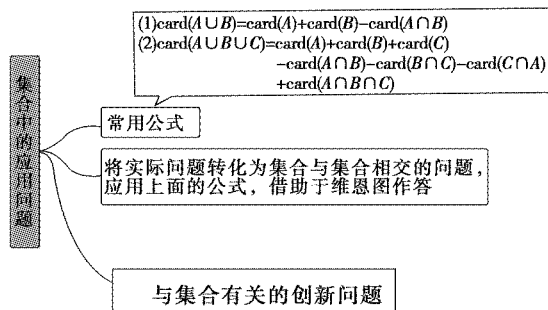 (1)card(A∪B)=card(A)+card(B)-card(A∩B)
(2)card(A∪B∪C)=card(A)+card(B)+card(C)
-card(A∩B)-card(B∩C)-card(C∩A)
+card(A∩B∩C)
集合中的应用问题
常用公式
将实际问题转化为集合与集合相交的问题,
应用上面的公式，借助于维恩图作答
与集合有关的创新问题